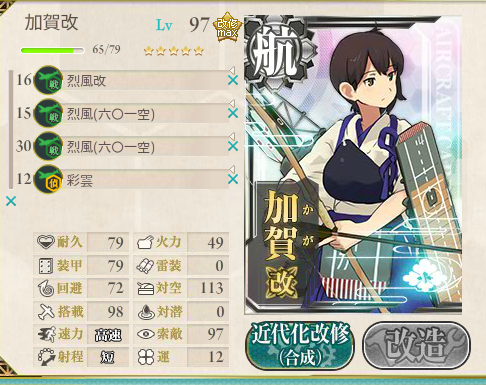 加賀改 Lv 97 改修max
65/79
16 戦 烈風改
15 戦 烈風(六〇一空)
30 戦 烈風(六〇一空)
12 偵 彩雲
耐久 79 火力 49
装甲 79 雷装 0
回避 72 対空 113
搭載 98 対潜 0
速力 高速 索敵 97
射程 短 運 12
航
AIRCRAFT
加賀改
かが
近代化改修
(合成)
改造